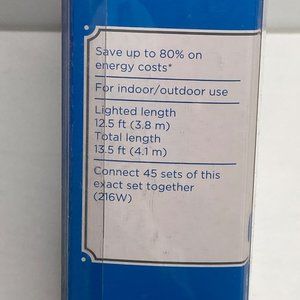 Save up to 80% on
energy costs*
For indoor/outdoor use
Lighted length
12.5 ft (3.8 m)
Total length
13.5 ft (4.1 m)
Connect 45 sets of this
exact set together
(216W)